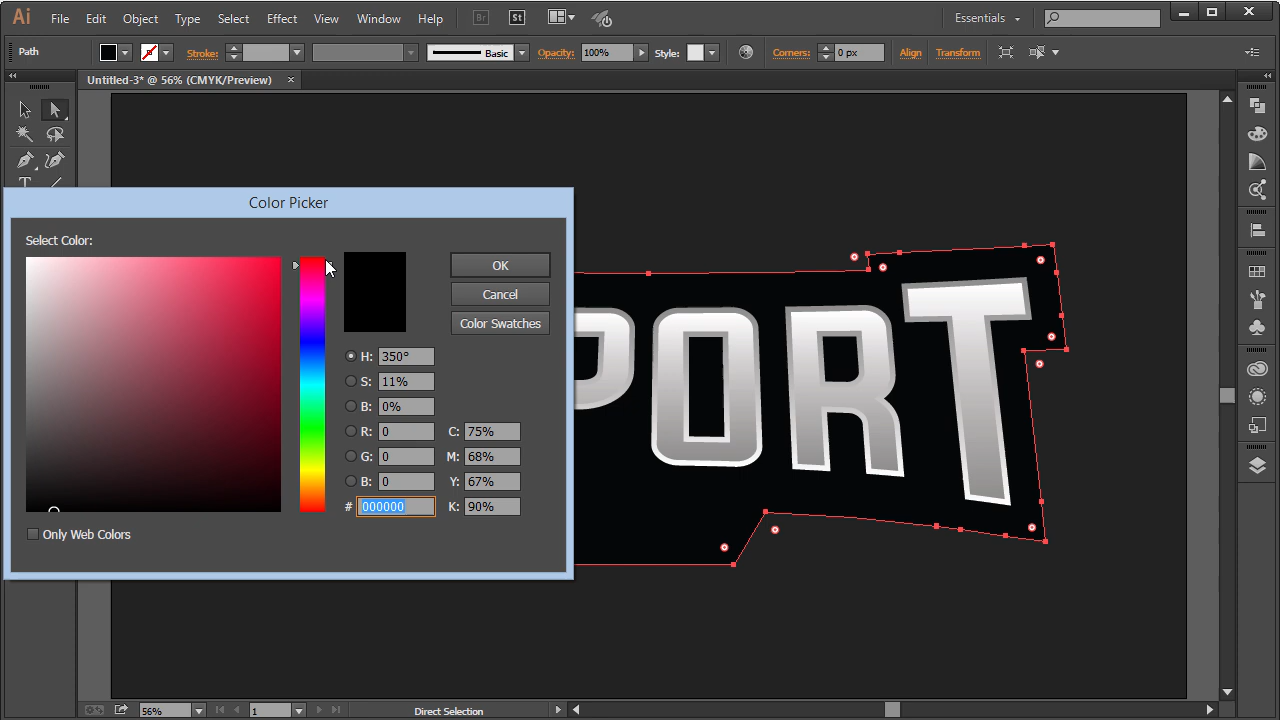 Ai File Edit Object Type Select Effect View Window Help Br St Essentials
Path Stroke: Basic Opacity: 100% Style: Corners: 0 px Align Transform
Untitled-3* @ 56% (CMYK/Preview)
Color Picker
Select Color:
OK
Cancel
Color Swatches
H: 350°
S: 11%
B: 0%
R: 0 C: 75%
G: 0 M: 68%
B: 0 Y: 67%
# 000000 K: 90%
Only Web Colors
PORT
56% 1 Direct Selection